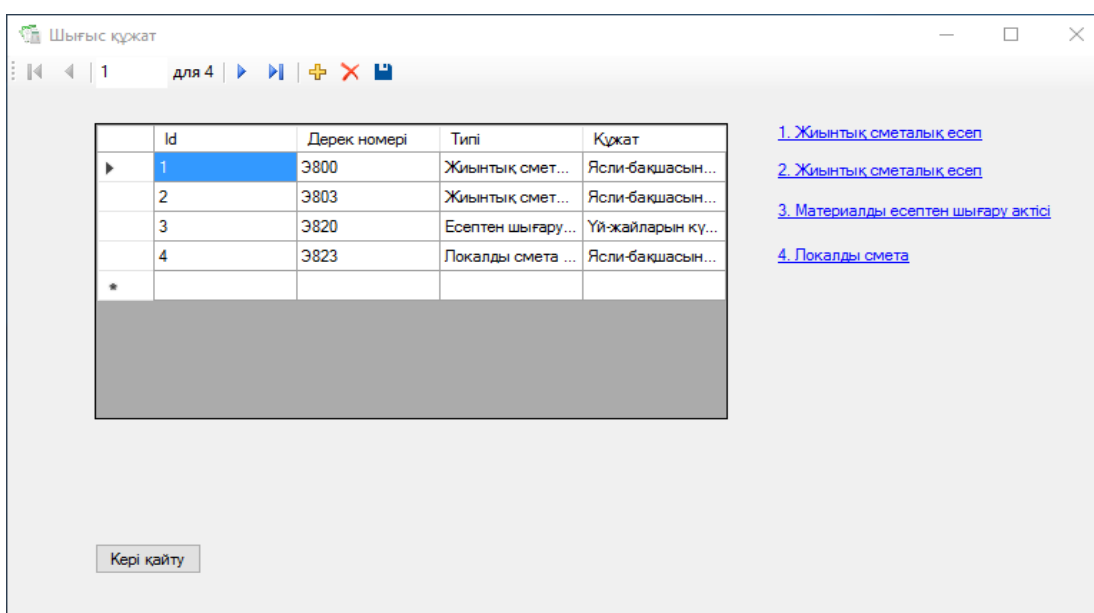 Шығыс құжат
1 для 4
Id Дерек номері Типі Құжат
1 Э800 Жиынтық смет... Ясли-бақшасын...
2 Э803 Жиынтық смет... Ясли-бақшасын...
3 Э820 Есептен шығару... Үй-жайларын кү...
4 Э823 Локалды смета ... Ясли-бақшасын...
1. Жиынтық сметалық есеп
2. Жиынтық сметалық есеп
3. Материалды есептен шығару актісі
4. Локалды смета
Кері қайту